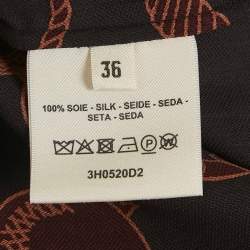 36
100% SOIE - SILK - SEIDE - SEDA -
SETA - SEDA
3H0520D2